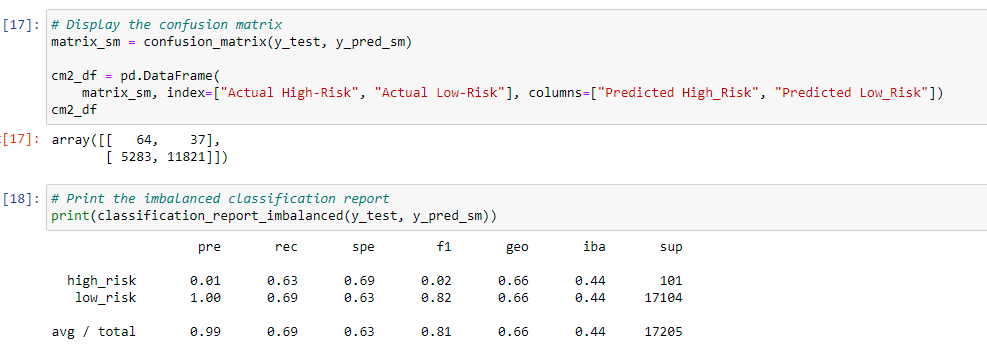 [17]: # Display the confusion matrix
matrix_sm = confusion_matrix(y_test, y_pred_sm)
cm2_df = pd.DataFrame(
matrix_sm, index=["Actual High-Risk", "Actual Low-Risk"], columns=["Predicted High_Risk", "Predicted Low_Risk"])
cm2_df
[17]: array([[ 64, 37],
[ 5283, 11821]])
[18]: # Print the imbalanced classification report
print(classification_report_imbalanced(y_test, y_pred_sm))
pre rec spe f1 geo iba sup
high_risk 0.01 0.63 0.69 0.02 0.66 0.44 101
low_risk 1.00 0.69 0.63 0.82 0.66 0.44 17104
avg / total 0.99 0.69 0.63 0.81 0.66 0.44 17205